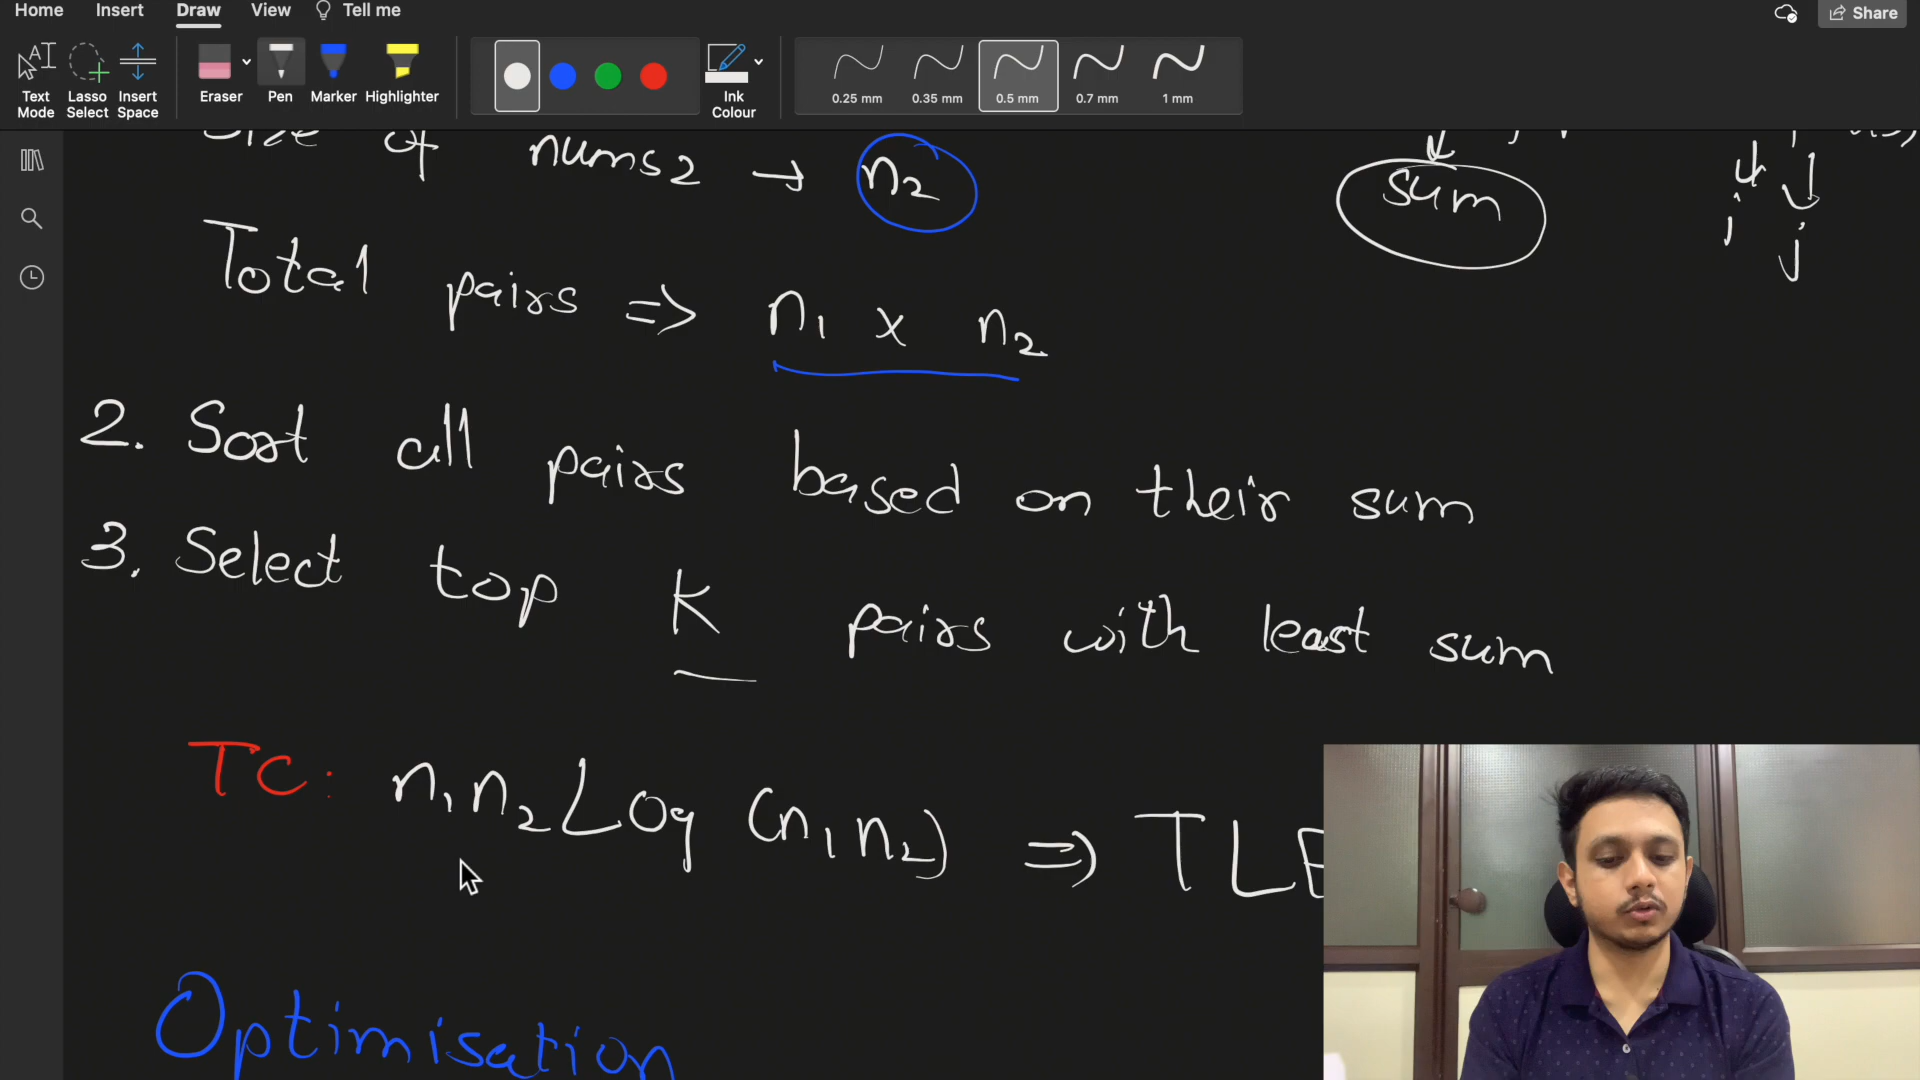 Home Insert Draw View Tell me Share
Text Mode Lasso Select Insert Space Eraser Pen Marker Highlighter Ink Colour 0.25 mm 0.35 mm 0.5 mm 0.7 mm 1 mm
Size of nums2 → n2
sum
i j
Total pairs => n1 x n2
2. Sort all pairs based on their sum
3. Select top K pairs with least sum
TC: n1n2 Log (n1n2) => TLE
Optimisation